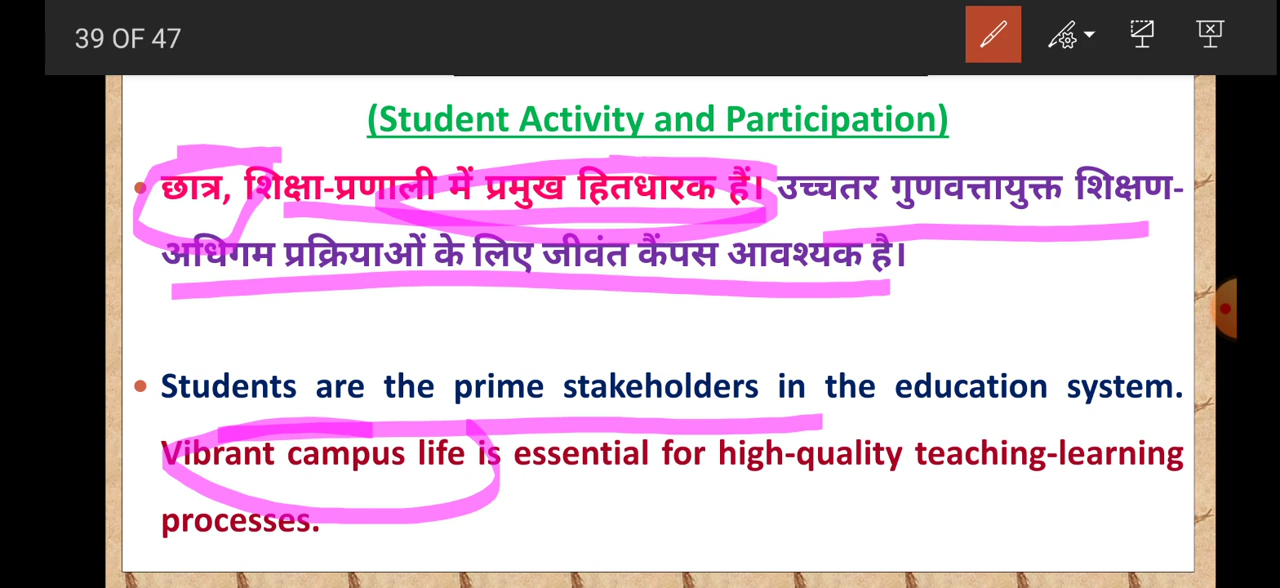 39 OF 47
(Student Activity and Participation)
• छात्र, शिक्षा-प्रणाली में प्रमुख हितधारक हैं। उच्चतर गुणवत्तायुक्त शिक्षण-
अधिगम प्रक्रियाओं के लिए जीवंत कैंपस आवश्यक है।
• Students are the prime stakeholders in the education system.
Vibrant campus life is essential for high-quality teaching-learning
processes.